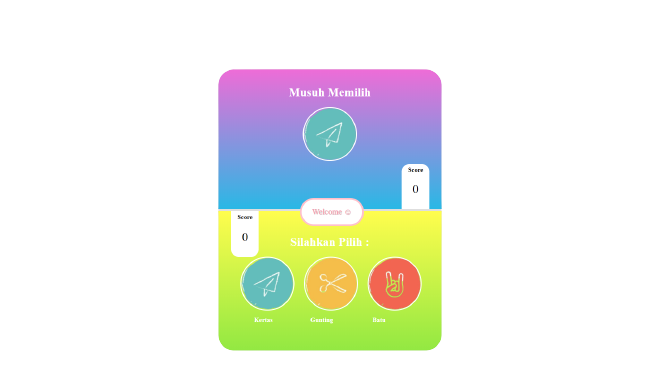 Musuh Memilih
Score
0
Welcome ☺
Score
0
Silahkan Pilih :
Kertas
Gunting
Batu